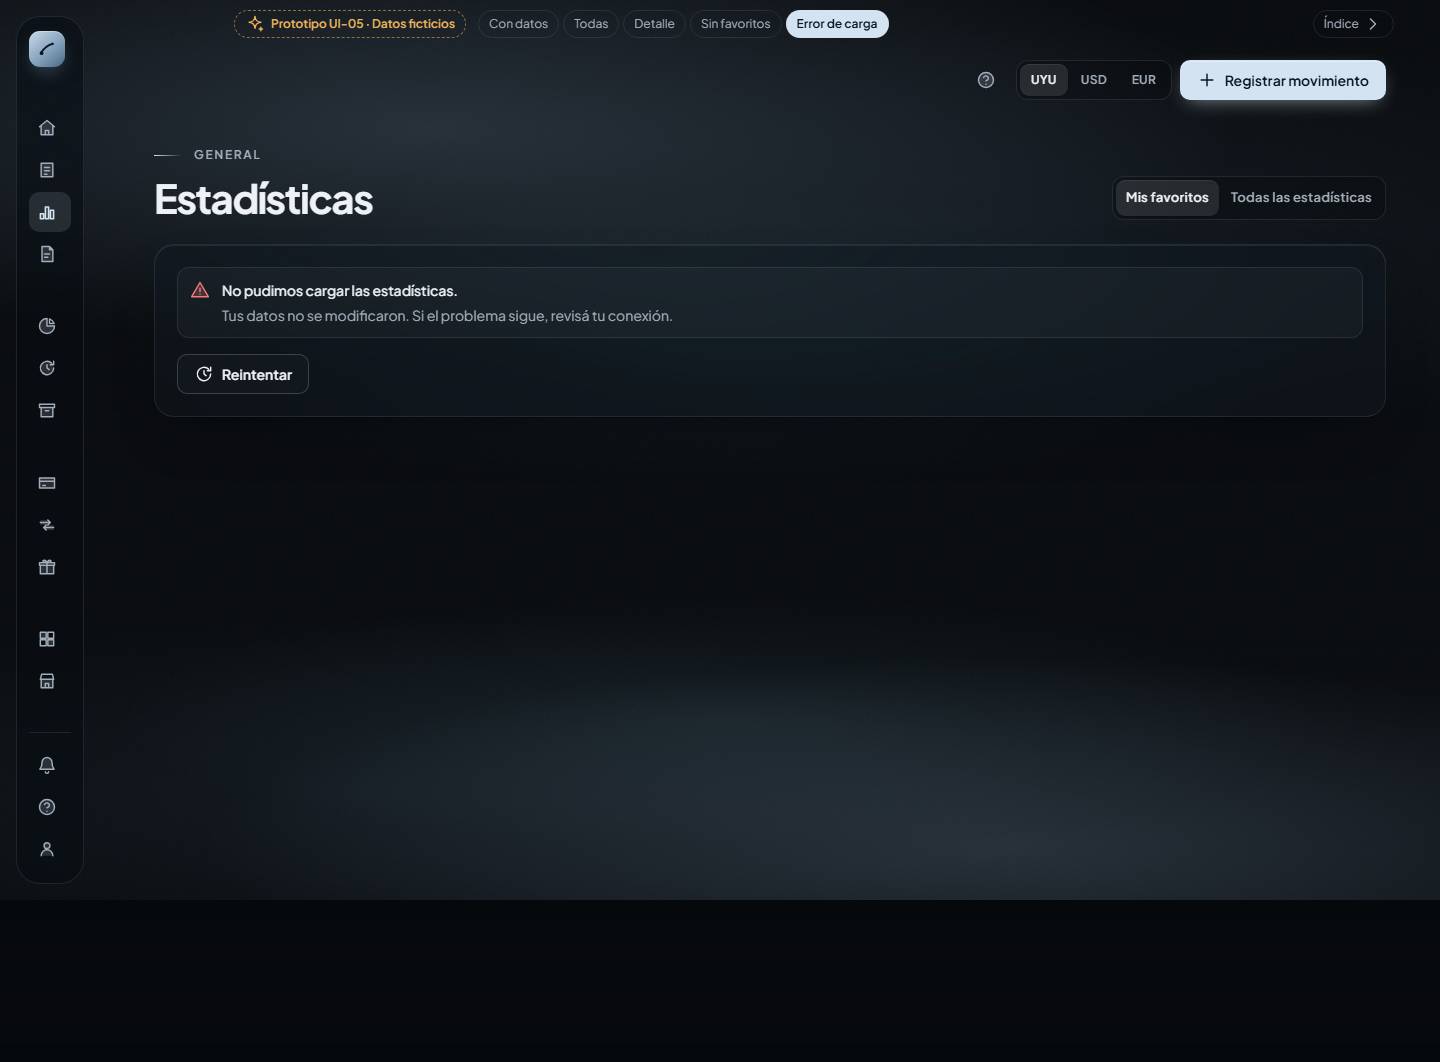 Prototipo UI-05 · Datos ficticios
Con datos
Todas
Detalle
Sin favoritos
Error de carga
Índice
UYU
USD
EUR
Registrar movimiento
GENERAL
Estadísticas
Mis favoritos
Todas las estadísticas
No pudimos cargar las estadísticas.
Tus datos no se modificaron. Si el problema sigue, revisá tu conexión.
Reintentar